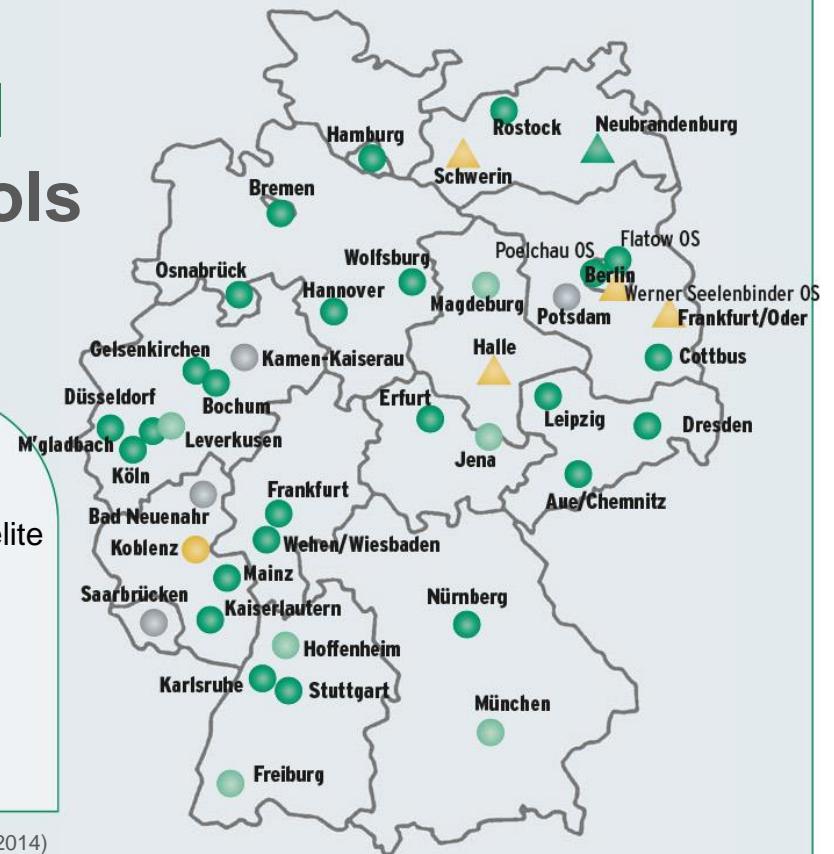 ols
Rostock
Neubrandenburg
Hamburg
Schwerin
Bremen
Flatow OS
Poelchau OS
Wolfsburg
Berlin
Osnabrück
Hannover
Magdeburg
Werner Seelenbinder OS
Potsdam
Frankfurt/Oder
Gelsenkirchen
Kamen-Kaiserau
Halle
Cottbus
Düsseldorf
Bochum
Erfurt
Leipzig
Dresden
M'gladbach
Leverkusen
Jena
Köln
Aue/Chemnitz
Frankfurt
Bad Neuenahr
elite
Koblenz
Wehen/Wiesbaden
Mainz
Saarbrücken
Kaiserlautern
Nürnberg
Hoffenheim
Karlsruhe
Stuttgart
München
Freiburg
2014)